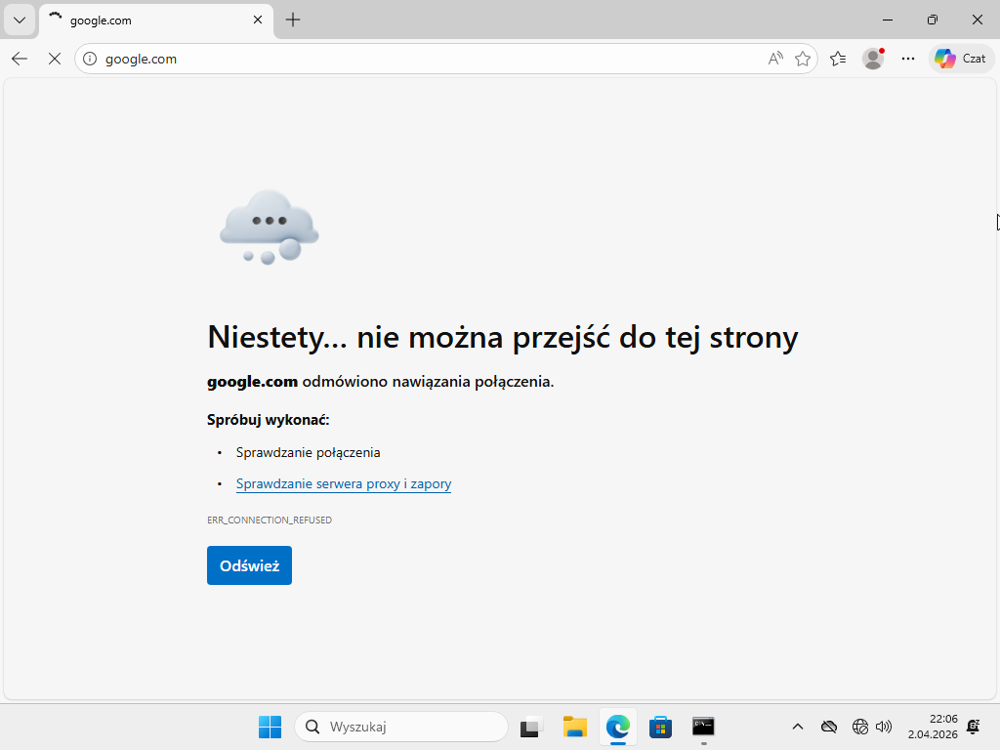 google.com
google.com
Czat
Niestety... nie można przejść do tej strony
google.com odmówiono nawiązania połączenia.
Spróbuj wykonać:
• Sprawdzanie połączenia
• Sprawdzanie serwera proxy i zapory
ERR_CONNECTION_REFUSED
Odśwież
Wyszukaj
22:06
2.04.2026